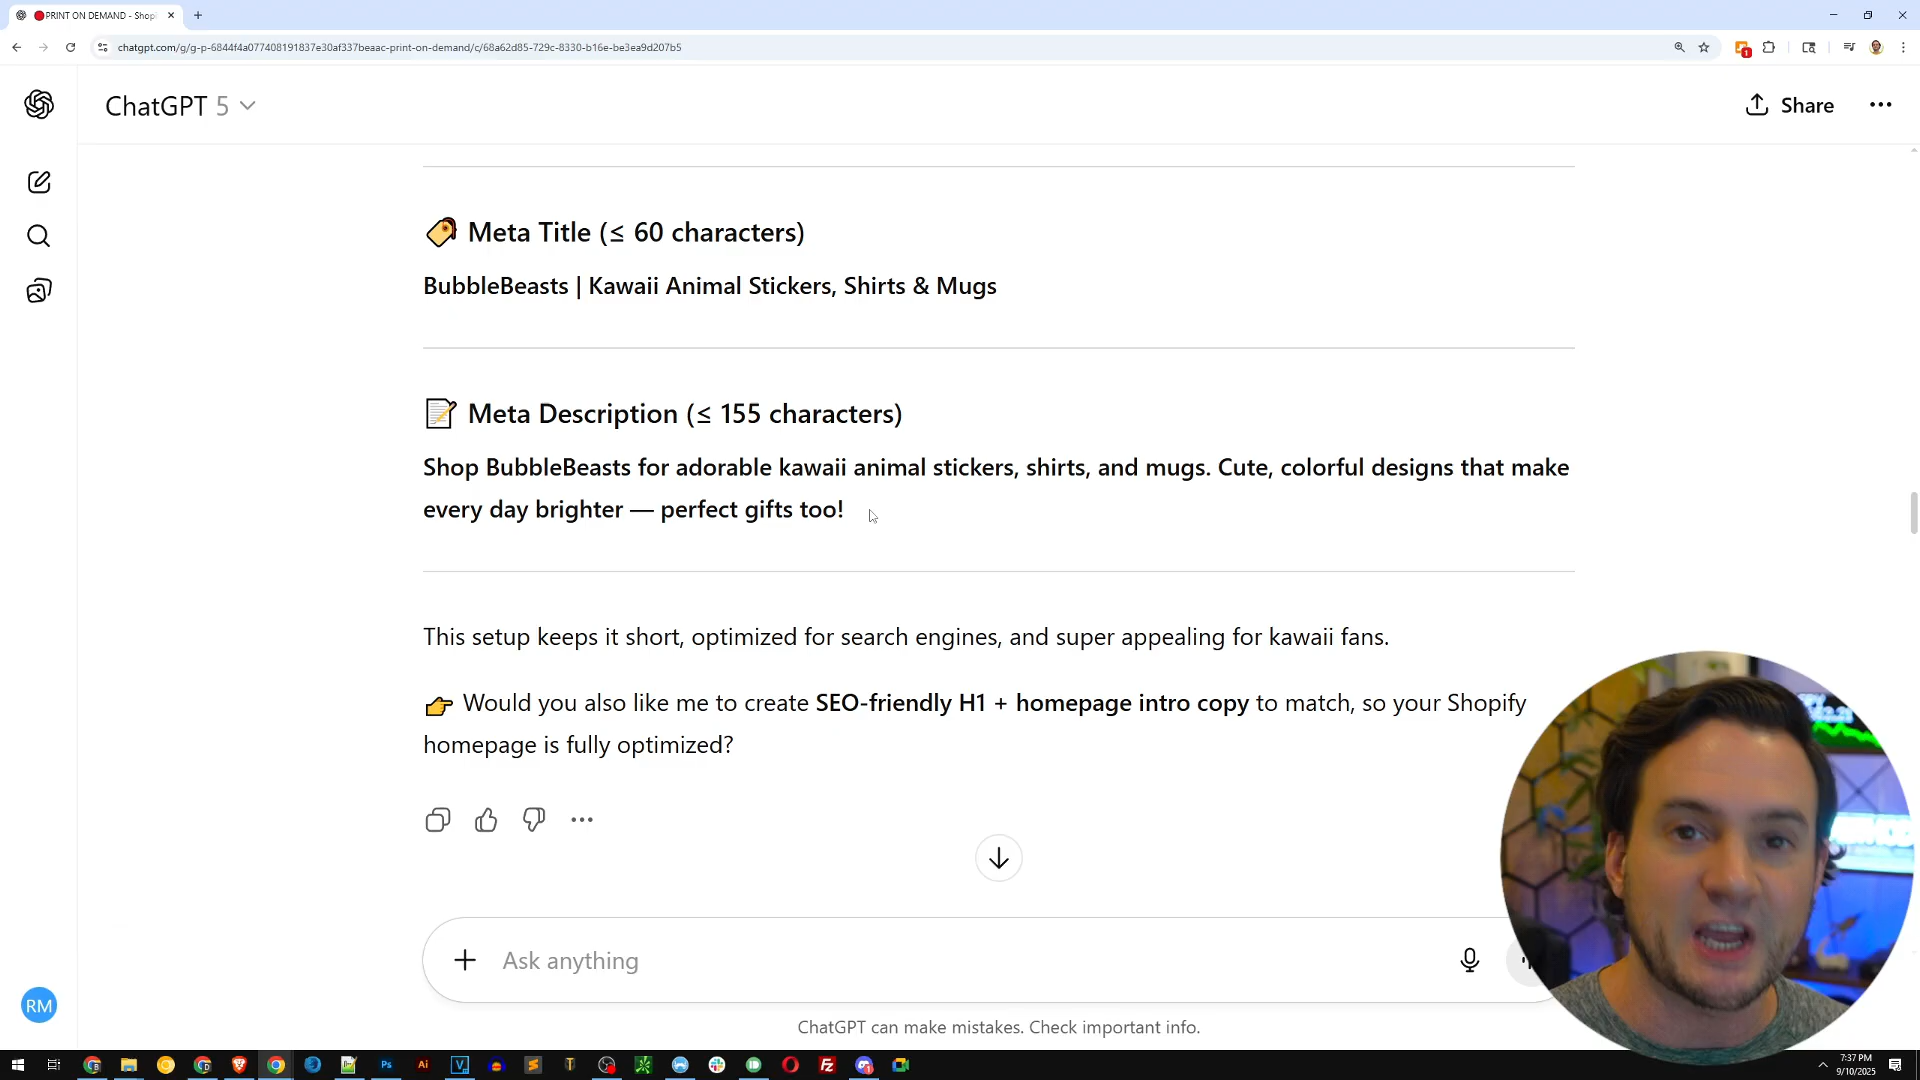 PRINT ON DEMAND - Shop
chatgpt.com/g/g-p-6844f4a077408191837e30af337beaac-print-on-demand/c/68a62d85-729c-8330-b16e-be3ea9d207b5
ChatGPT 5
Share
Meta Title (≤ 60 characters)
BubbleBeasts | Kawaii Animal Stickers, Shirts & Mugs
Meta Description (≤ 155 characters)
Shop BubbleBeasts for adorable kawaii animal stickers, shirts, and mugs. Cute, colorful designs that make
every day brighter — perfect gifts too!
This setup keeps it short, optimized for search engines, and super appealing for kawaii fans.
Would you also like me to create SEO-friendly H1 + homepage intro copy to match, so your Shopify
homepage is fully optimized?
Ask anything
RM
ChatGPT can make mistakes. Check important info.
7:37 PM
9/10/2025